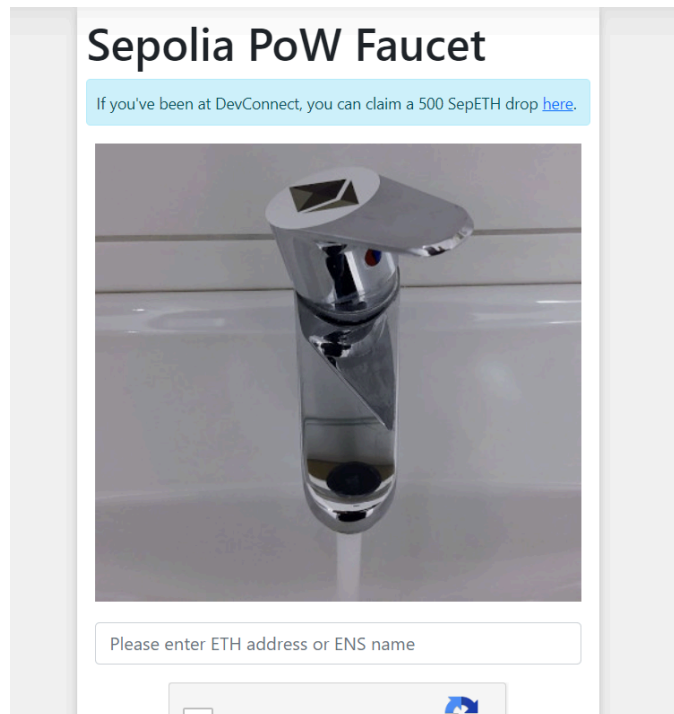 Sepolia PoW Faucet
If you've been at DevConnect, you can claim a 500 SepETH drop here.
Please enter ETH address or ENS name